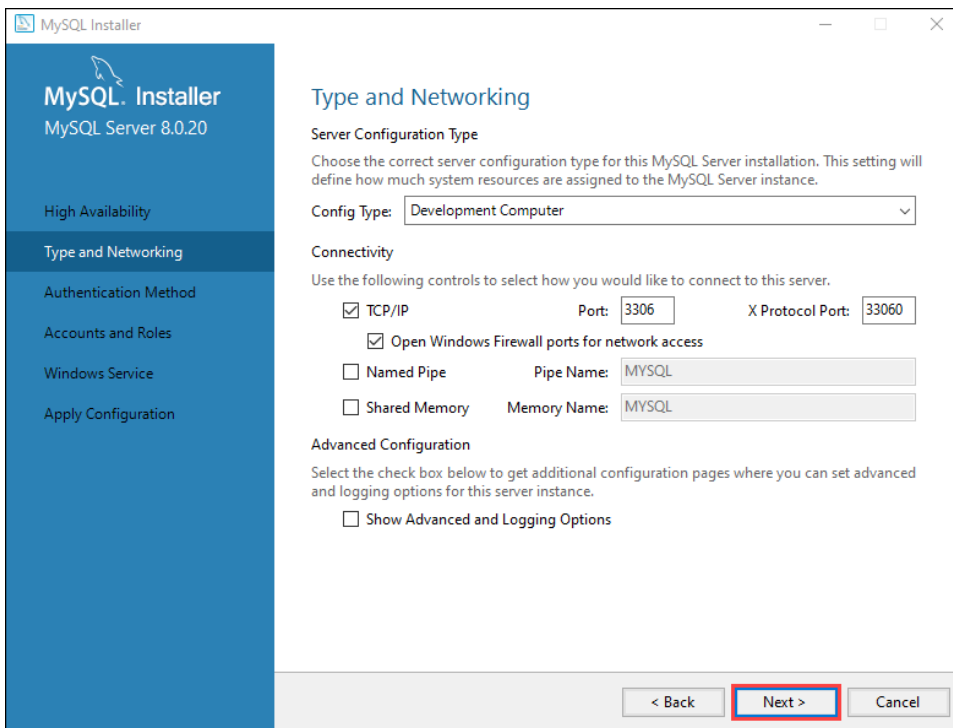 MySQL Installer
MySQL. Installer
MySQL Server 8.0.20
High Availability
Type and Networking
Authentication Method
Accounts and Roles
Windows Service
Apply Configuration
Type and Networking
Server Configuration Type
Choose the correct server configuration type for this MySQL Server installation. This setting will
define how much system resources are assigned to the MySQL Server instance.
Config Type: Development Computer
Connectivity
Use the following controls to select how you would like to connect to this server.
TCP/IP Port: 3306 X Protocol Port: 33060
Open Windows Firewall ports for network access
Named Pipe Pipe Name: MYSQL
Shared Memory Memory Name: MYSQL
Advanced Configuration
Select the check box below to get additional configuration pages where you can set advanced
and logging options for this server instance.
Show Advanced and Logging Options
< Back Next > Cancel